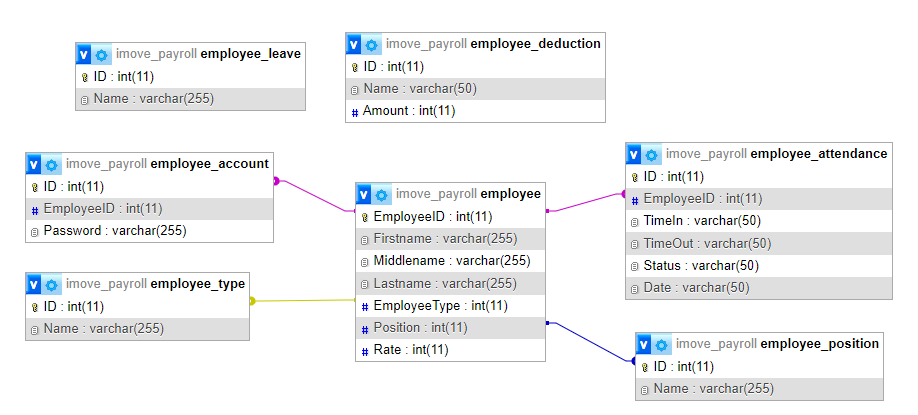 imove_payroll employee_leave
ID : int(11)
Name : varchar(255)
imove_payroll employee_deduction
ID : int(11)
Name : varchar(50)
Amount : int(11)
imove_payroll employee_account
ID : int(11)
EmployeeID : int(11)
Password : varchar(255)
imove_payroll employee
EmployeeID : int(11)
Firstname : varchar(255)
Middlename : varchar(255)
Lastname : varchar(255)
EmployeeType : int(11)
Position : int(11)
Rate : int(11)
imove_payroll employee_attendance
ID : int(11)
EmployeeID : int(11)
TimeIn : varchar(50)
TimeOut : varchar(50)
Status : varchar(50)
Date : varchar(50)
imove_payroll employee_type
ID : int(11)
Name : varchar(255)
imove_payroll employee_position
ID : int(11)
Name : varchar(255)